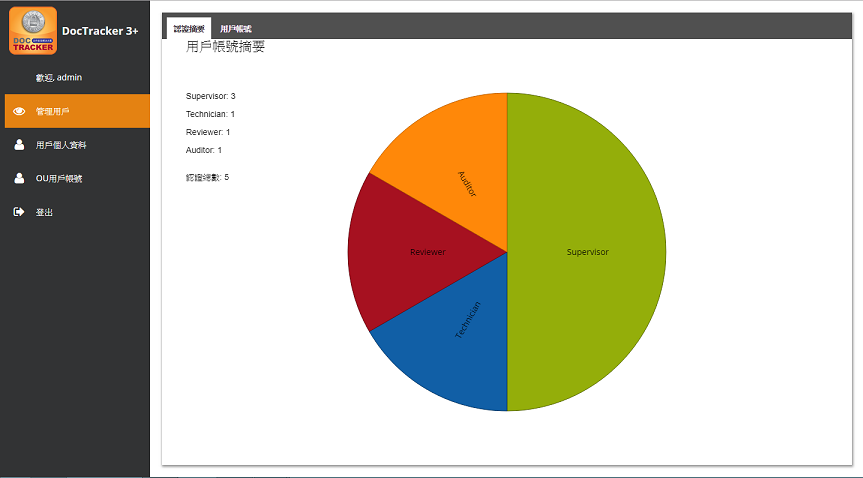 DOC
TRACKER
DocTracker 3+
歡迎, admin
管理用戶
用戶個人資料
OU用戶帳號
登出
認證摘要 用戶帳號
用戶帳號摘要
Supervisor: 3
Technician: 1
Reviewer: 1
Auditor: 1
認證總數: 5
Auditor
Reviewer
Supervisor
Technician